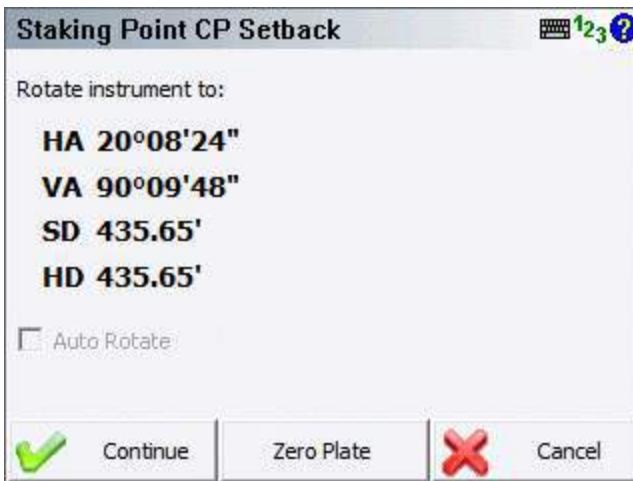 Staking Point CP Setback 123 ?
Rotate instrument to:
HA 20°08'24"
VA 90°09'48"
SD 435.65'
HD 435.65'
Auto Rotate
Continue Zero Plate Cancel